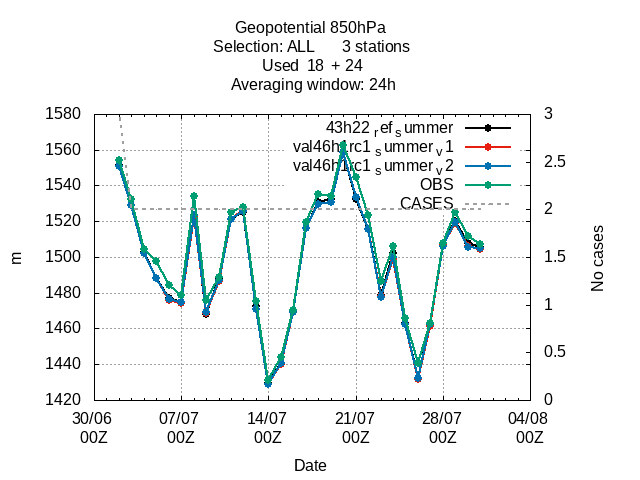 Geopotential 850hPa
Selection: ALL 3 stations
Used 18 + 24
Averaging window: 24h
43h22_ref_summer
val46h1rc1_summer_v1
val46h1rc1_summer_v2
OBS
CASES
1580
1560
1540
1520
1500
1480
1460
1440
1420
m
3
2.5
2
1.5
1
0.5
0
No cases
30/06 07/07 14/07 21/07 28/07 04/08
00Z 00Z 00Z 00Z 00Z 00Z
Date